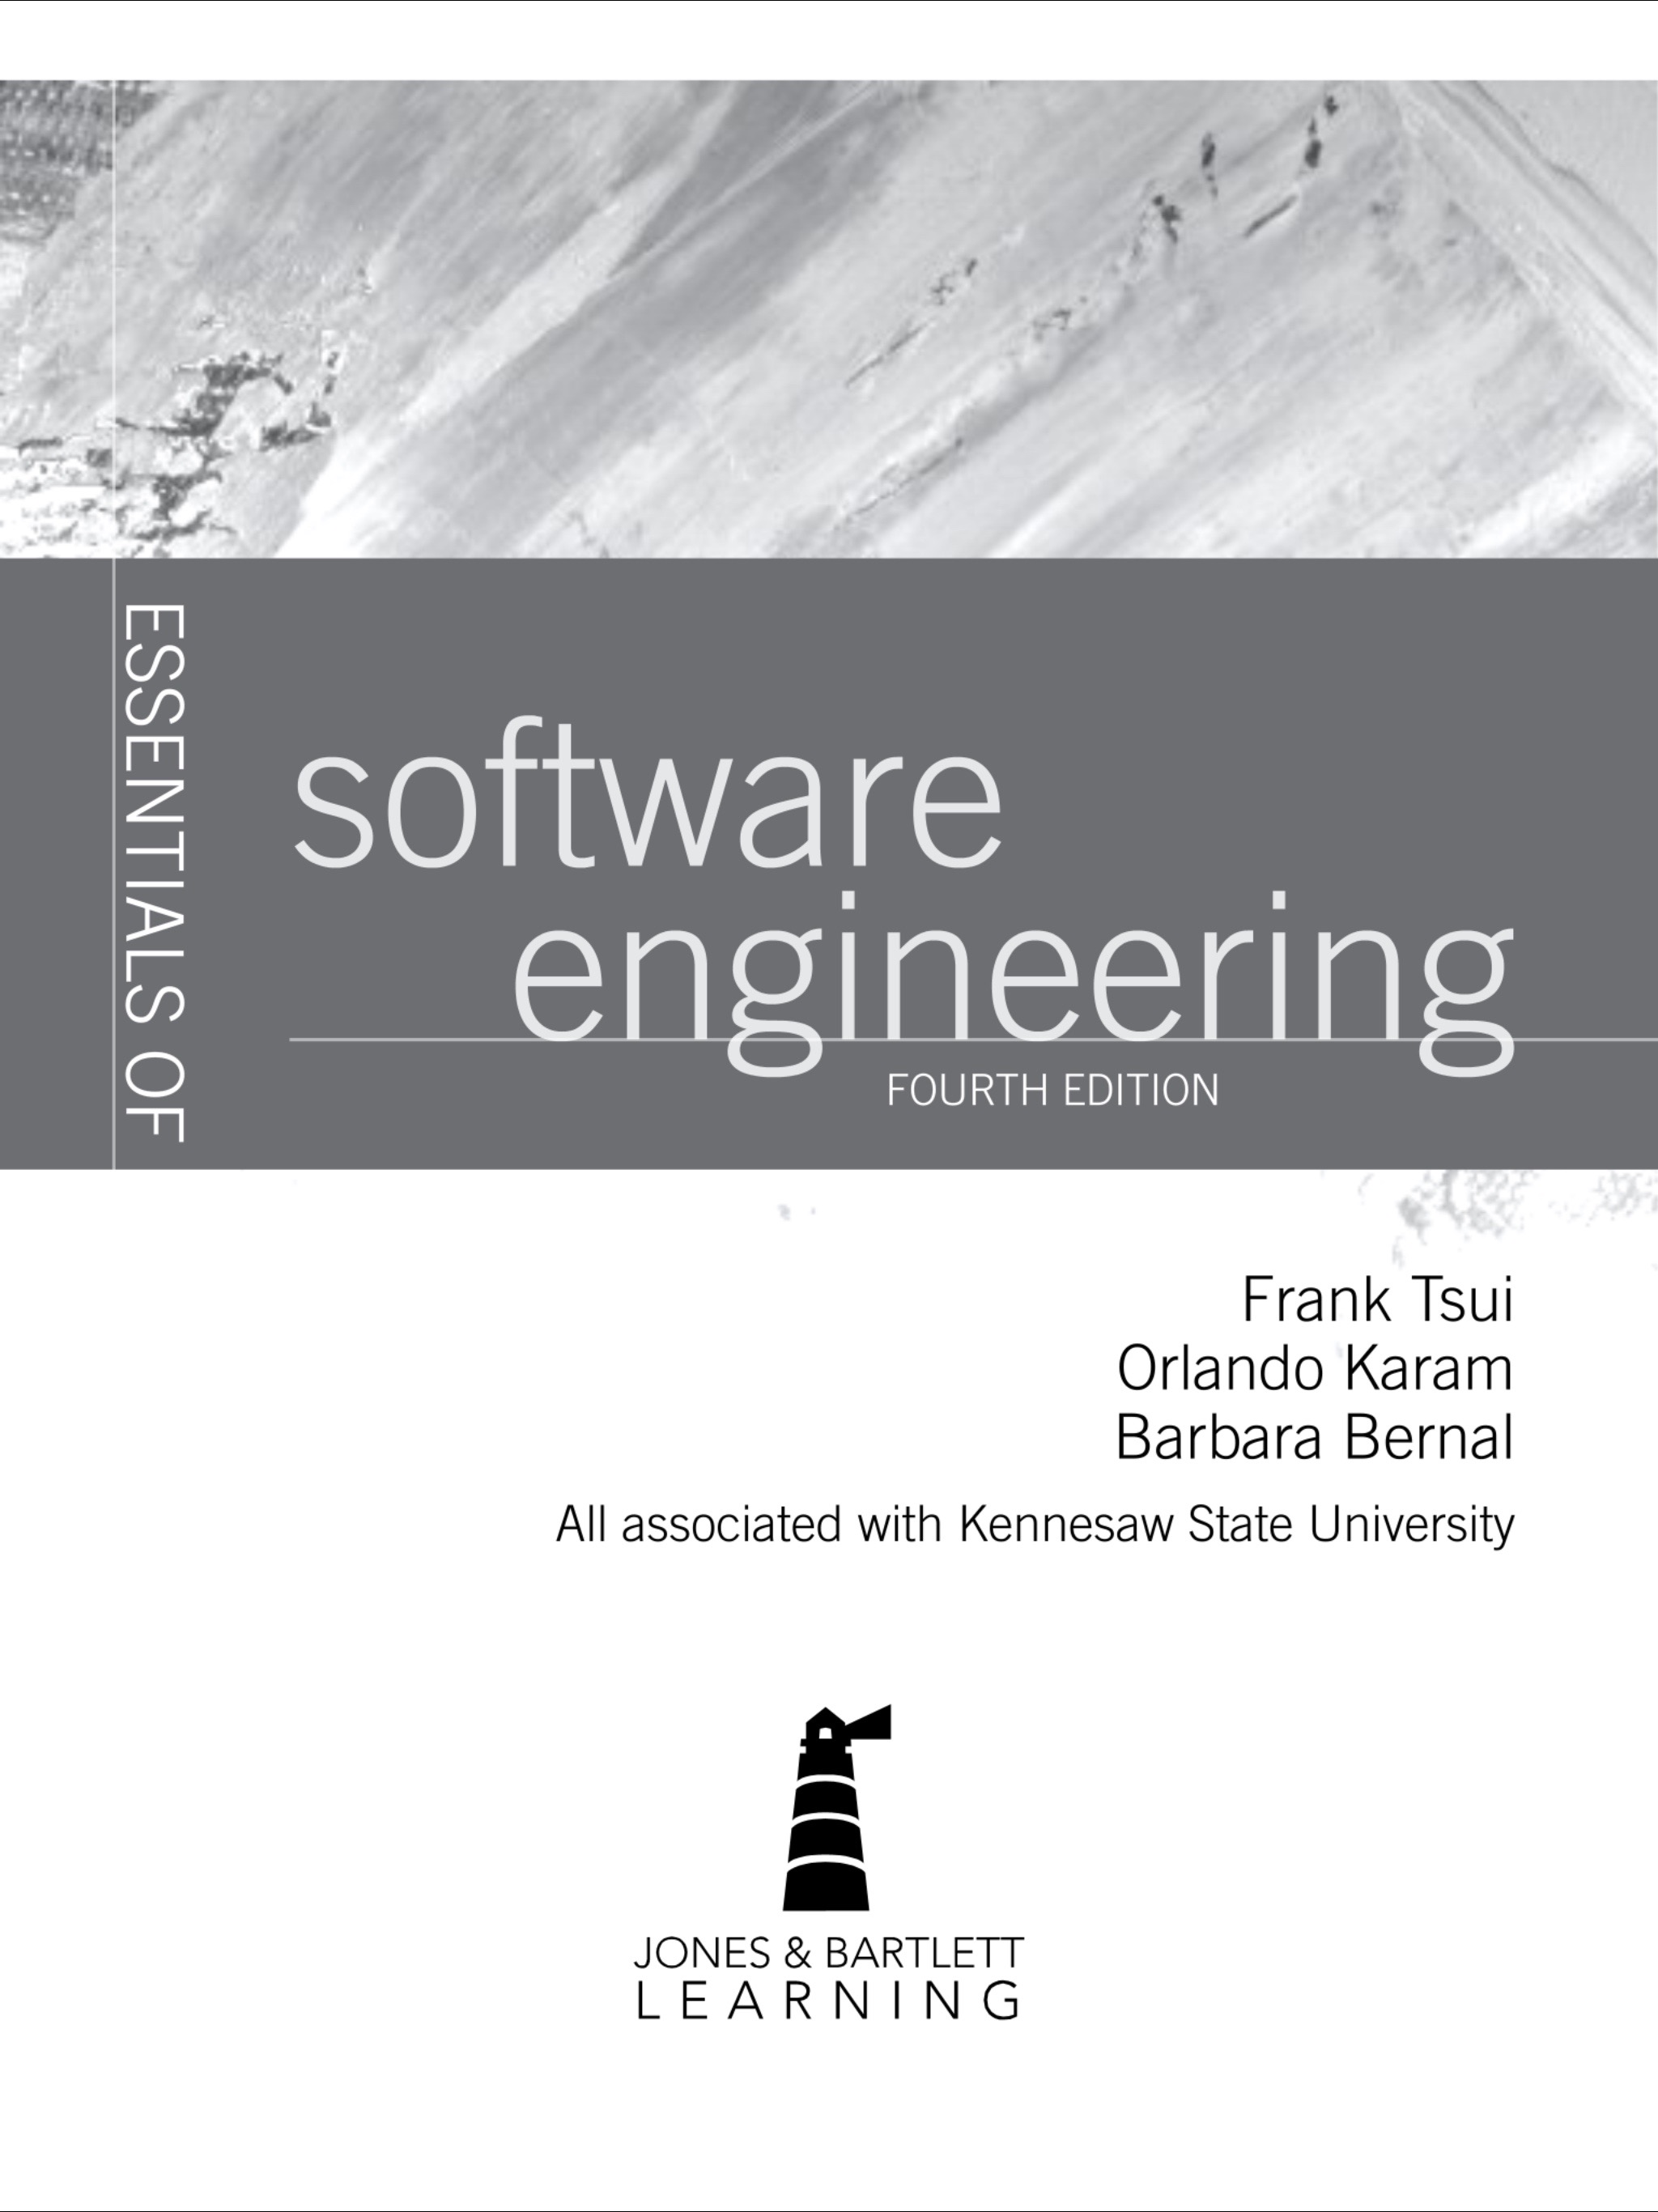 ESSENTIALS OF
software
engineering
FOURTH EDITION
Frank Tsui
Orlando Karam
Barbara Bernal
All associated with Kennesaw State University
JONES & BARTLETT
LEARNING